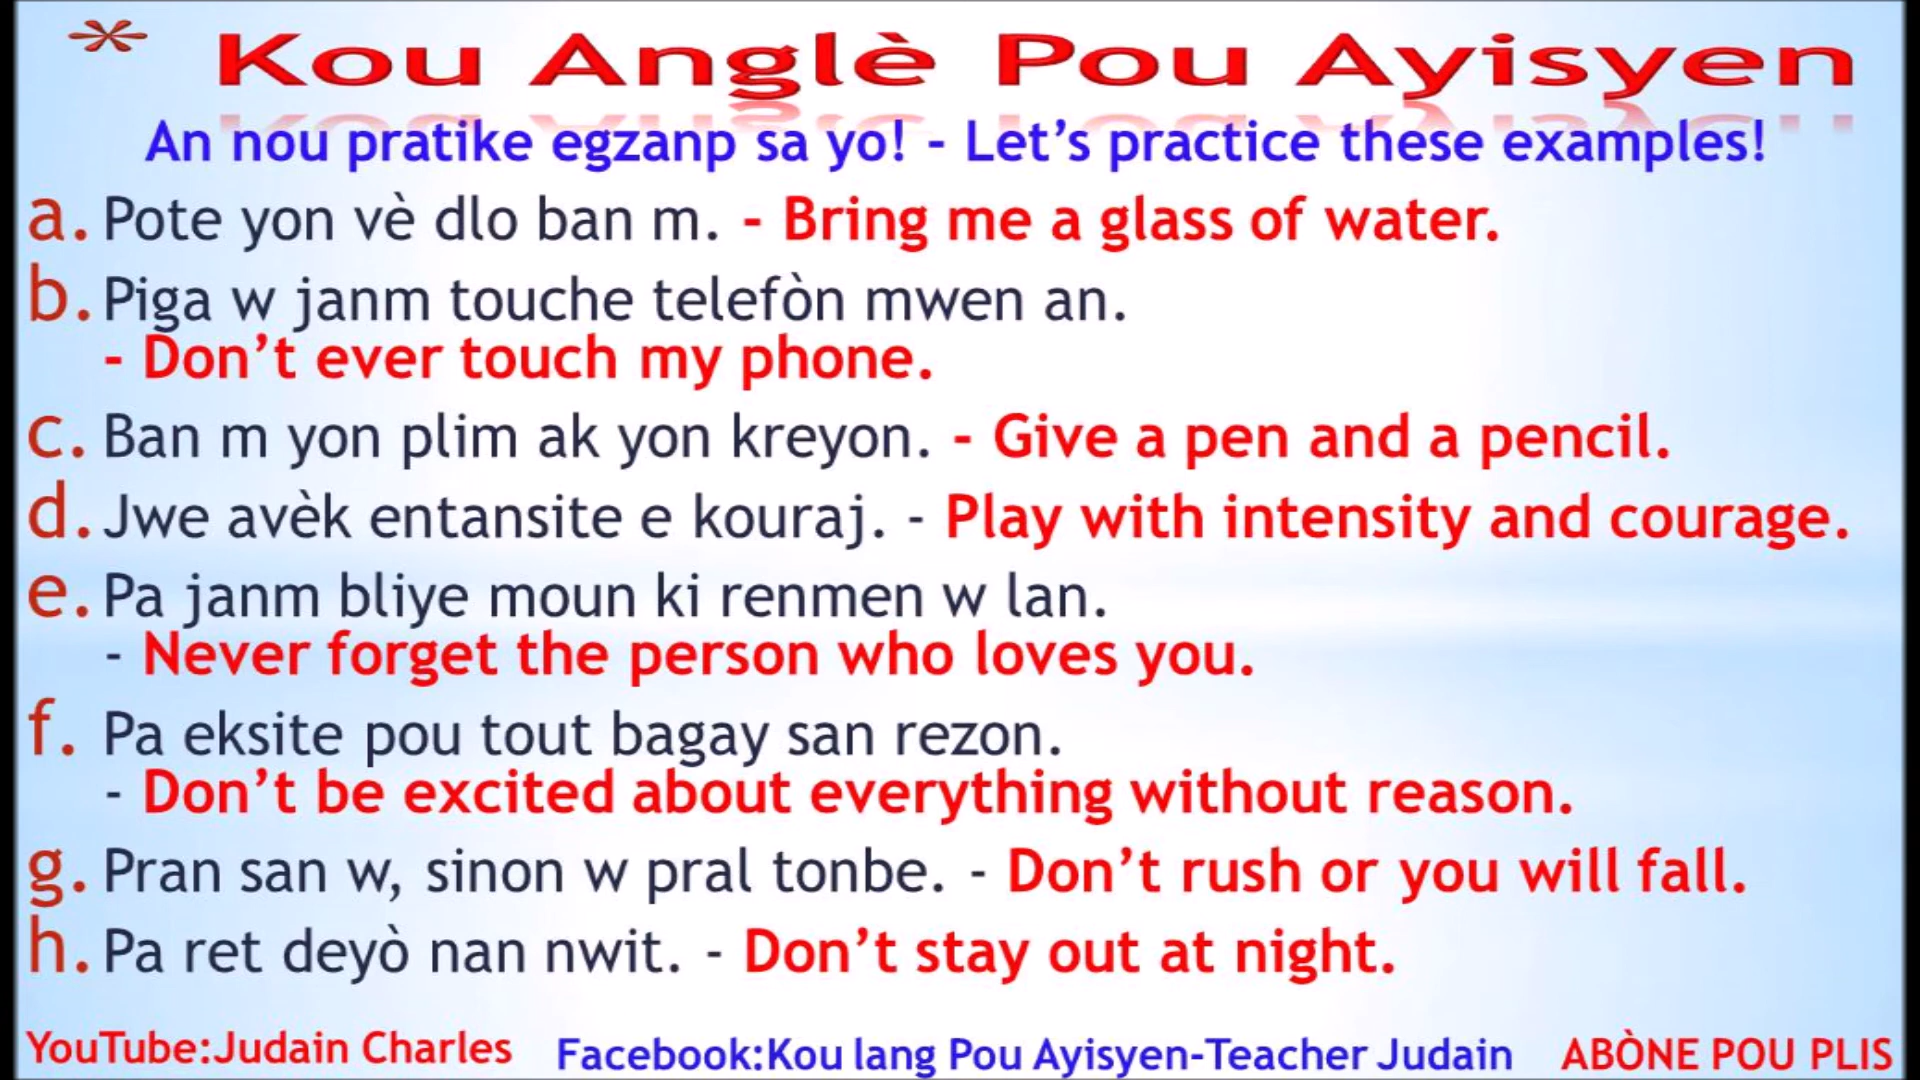 * Kou Anglè Pou Ayisyen
An nou pratike egzanp sa yo! - Let's practice these examples!
a. Pote yon vè dlo ban m. - Bring me a glass of water.
b. Piga w janm touche telefòn mwen an.
- Don't ever touch my phone.
c. Ban m yon plim ak yon kreyon. - Give a pen and a pencil.
d. Jwe avèk entansite e kouraj. - Play with intensity and courage.
e. Pa janm bliye moun ki renmen w lan.
- Never forget the person who loves you.
f. Pa eksite pou tout bagay san rezon.
- Don't be excited about everything without reason.
g. Pran san w, sinon w pral tonbe. - Don't rush or you will fall.
h. Pa ret deyò nan nwit. - Don't stay out at night.
YouTube:Judain Charles Facebook:Kou lang Pou Ayisyen-Teacher Judain ABÒNE POU PLIS